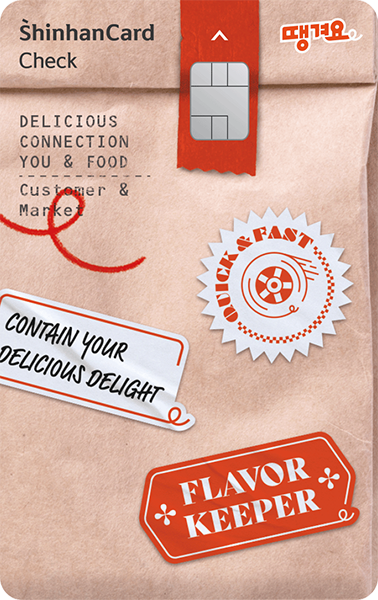 ShinhanCard
Check
땡겨요
DELICIOUS
CONNECTION
YOU & FOOD
Customer &
Market
QUICK & FAST
CONTAIN YOUR
DELICIOUS DELIGHT
FLAVOR
KEEPER